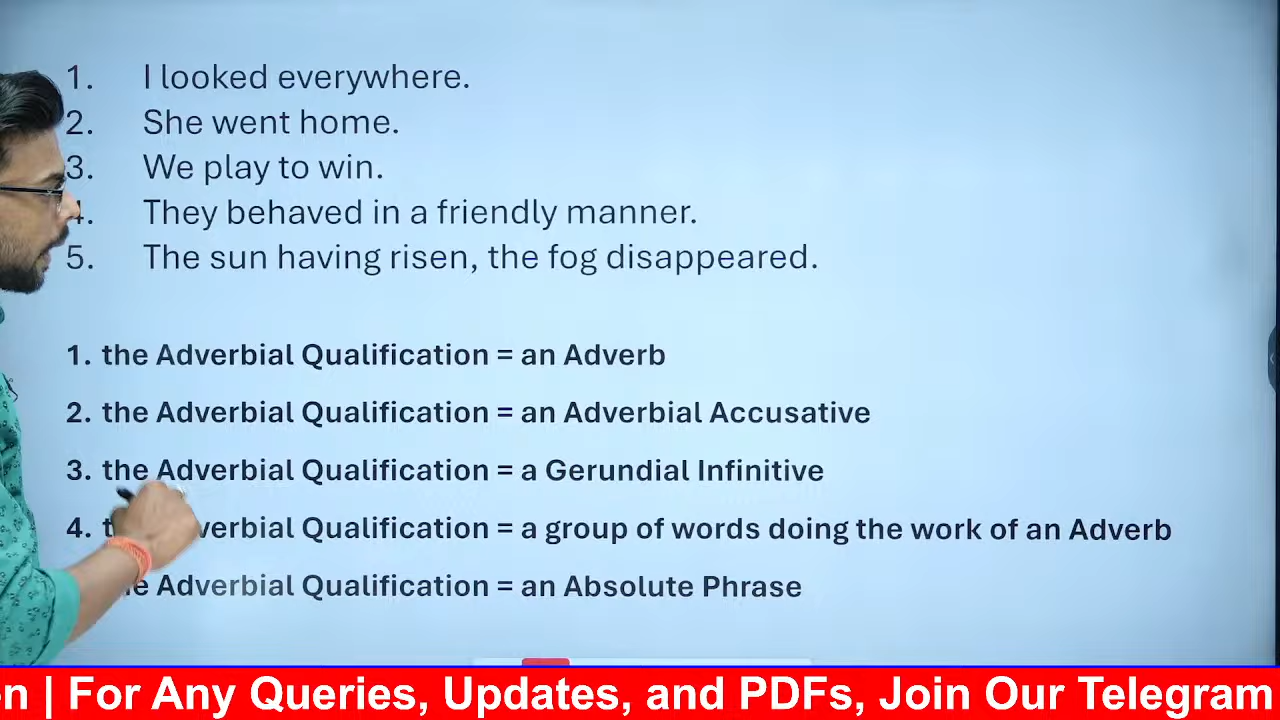 1. I looked everywhere.
2. She went home.
3. We play to win.
4. They behaved in a friendly manner.
5. The sun having risen, the fog disappeared.
1. the Adverbial Qualification = an Adverb
2. the Adverbial Qualification = an Adverbial Accusative
3. the Adverbial Qualification = a Gerundial Infinitive
4. Adverbial Qualification = a group of words doing the work of an Adverb
the Adverbial Qualification = an Absolute Phrase
| For Any Queries, Updates, and PDFs, Join Our Telegram